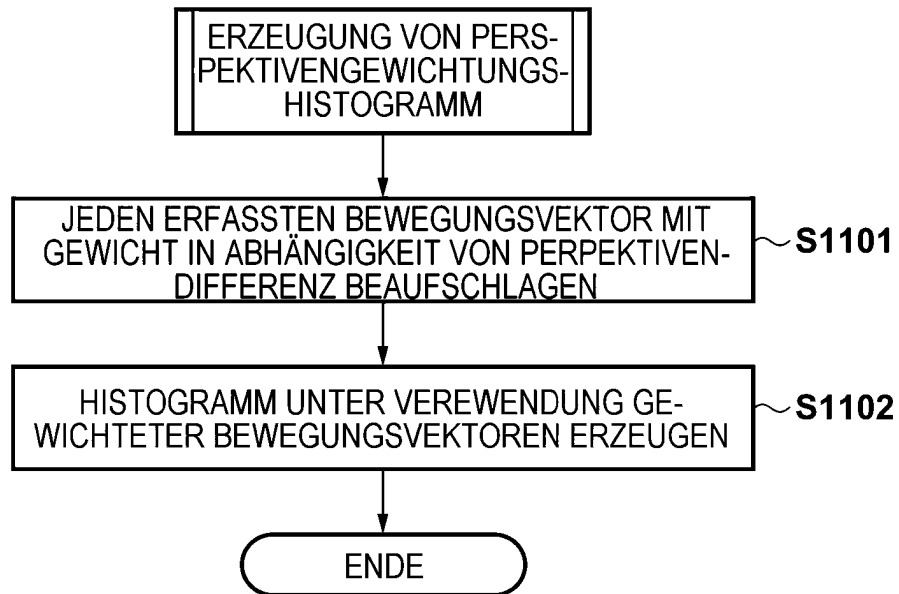 ERZEUGUNG VON PERS-
PEKTIVENGEWICHTUNGS-
HISTOGRAMM
JEDEN ERFASSTEN BEWEGUNGSVEKTOR MIT
GEWICHT IN ABHÄNGIGKEIT VON PERPEKTIVEN-
DIFFERENZ BEAUFSCHLAGEN
S1101
HISTOGRAMM UNTER VEREWENDUNG GE-
WICHTETER BEWEGUNGSVEKTOREN ERZEUGEN
S1102
ENDE